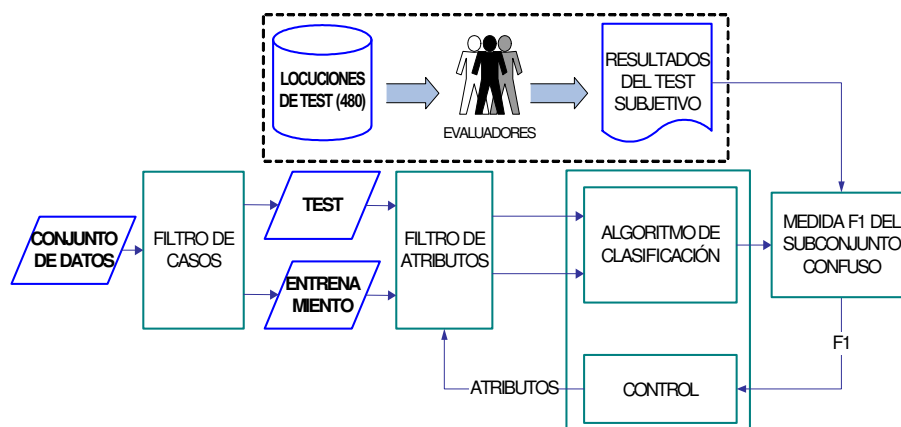 LOCUCIONES
DE TEST (480)
EVALUADORES
RESULTADOS
DEL TEST
SUBJETIVO
CONJUNTO
DE DATOS
FILTRO DE
CASOS
TEST
ENTRENA
MIENTO
FILTRO DE
ATRIBUTOS
ALGORITMO DE
CLASIFICACIÓN
MEDIDA F1 DEL
SUBCONJUNTO
CONFUSO
F1
ATRIBUTOS
CONTROL